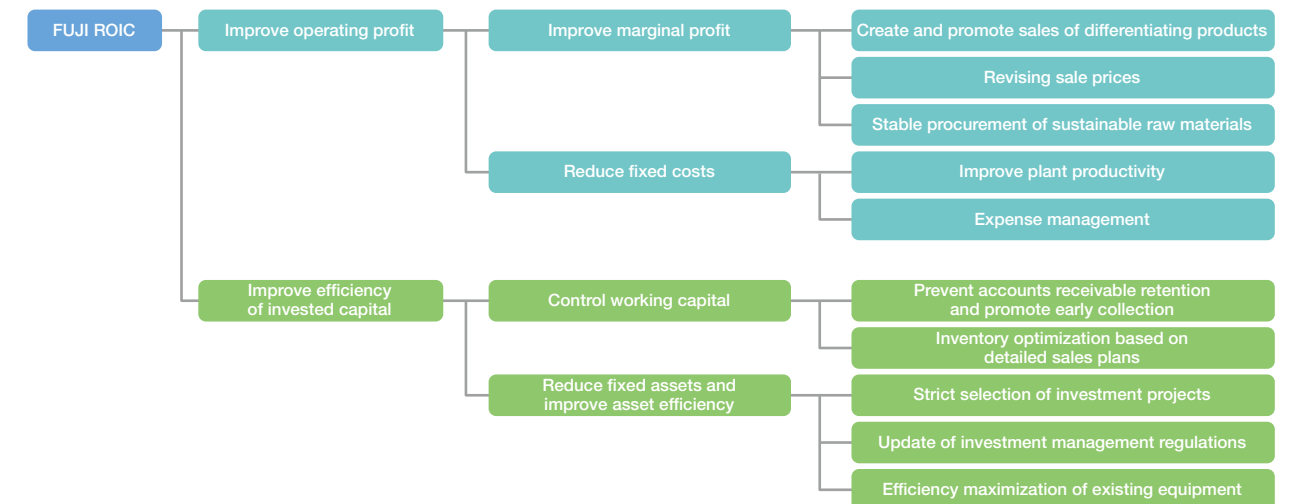 FUJI ROIC
Improve operating profit
Improve marginal profit
Create and promote sales of differentiating products
Revising sale prices
Stable procurement of sustainable raw materials
Reduce fixed costs
Improve plant productivity
Expense management
Improve efficiency
of invested capital
Control working capital
Prevent accounts receivable retention
and promote early collection
Inventory optimization based on
detailed sales plans
Reduce fixed assets and
improve asset efficiency
Strict selection of investment projects
Update of investment management regulations
Efficiency maximization of existing equipment